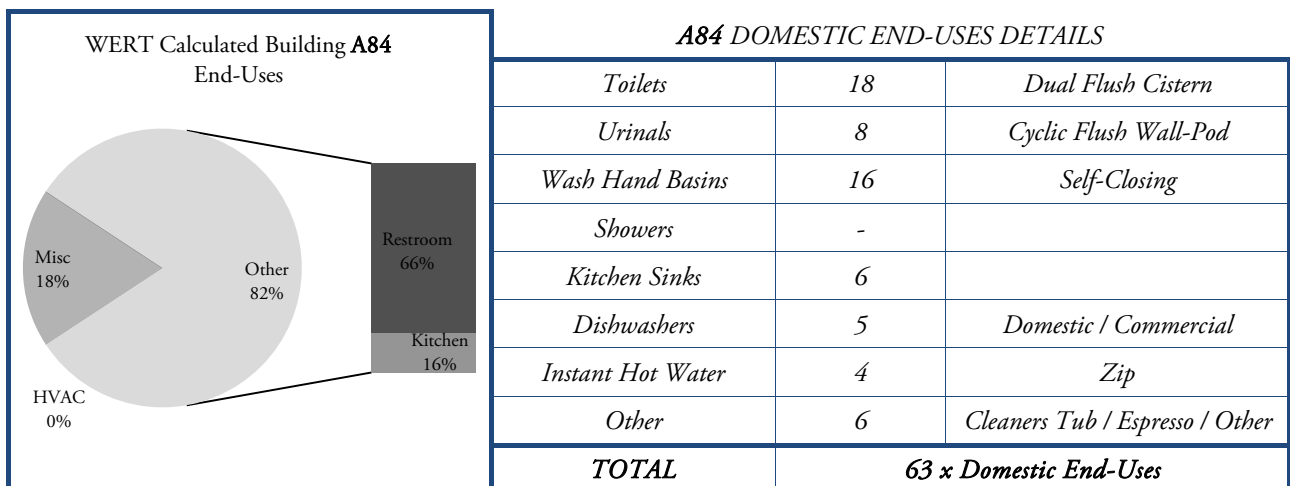 WERT Calculated Building A84
End-Uses
Misc
18%
Other
82%
HVAC
0%
Restroom
66%
Kitchen
16%
A84 DOMESTIC END-USES DETAILS
Toilets 18 Dual Flush Cistern
Urinals 8 Cyclic Flush Wall-Pod
Wash Hand Basins 16 Self-Closing
Showers -
Kitchen Sinks 6
Dishwashers 5 Domestic / Commercial
Instant Hot Water 4 Zip
Other 6 Cleaners Tub / Espresso / Other
TOTAL 63 x Domestic End-Uses